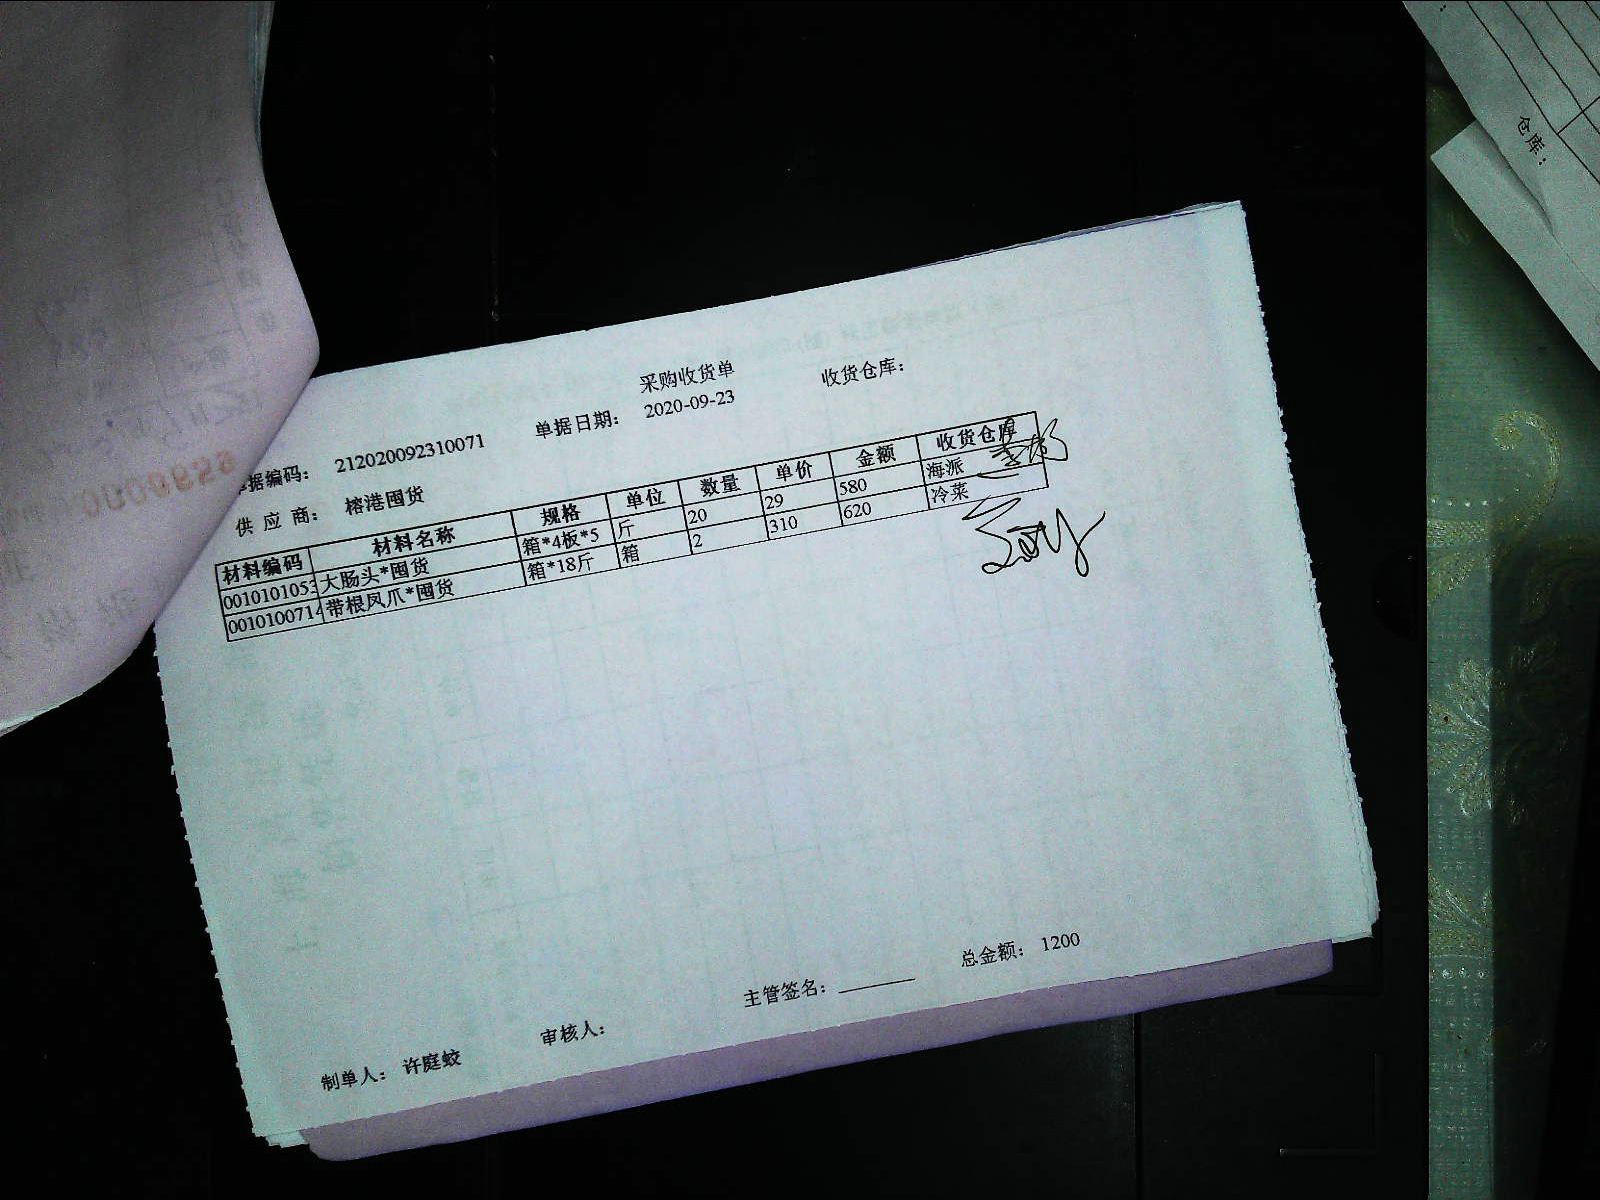 采购收货单
收货仓库：
据编码： 212020092310071 单据日期： 2020-09-23
供应商： 榕港囤货
材料编码 材料名称 规格 单位 数量 单价 金额 收货仓库
0010101053 大肠头*囤货 箱*4板*5 斤 20 29 580 海派
0010100714 带根凤爪*囤货 箱*18斤 箱 2 310 620 冷菜
总金额： 1200
主管签名：
审核人：
制单人： 许庭蛟
仓库：
0000859